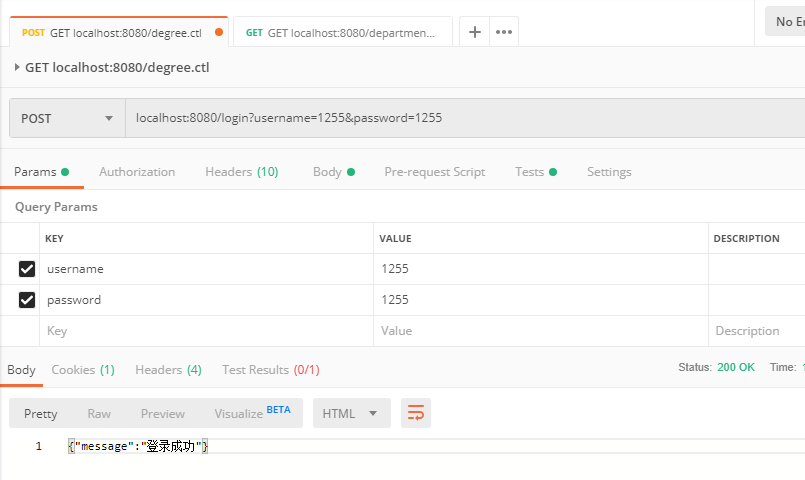 POST GET localhost:8080/degree.ctl GET GET localhost:8080/departmen... + ••• No
GET localhost:8080/degree.ctl
POST localhost:8080/login?username=1255&password=1255
Params Authorization Headers (10) Body Pre-request Script Tests Settings
Query Params
KEY VALUE DESCRIPTION
username 1255
password 1255
Key Value Description
Body Cookies (1) Headers (4) Test Results (0/1) Status: 200 OK Time:
Pretty Raw Preview Visualize BETA HTML
1 {"message":"登录成功"}